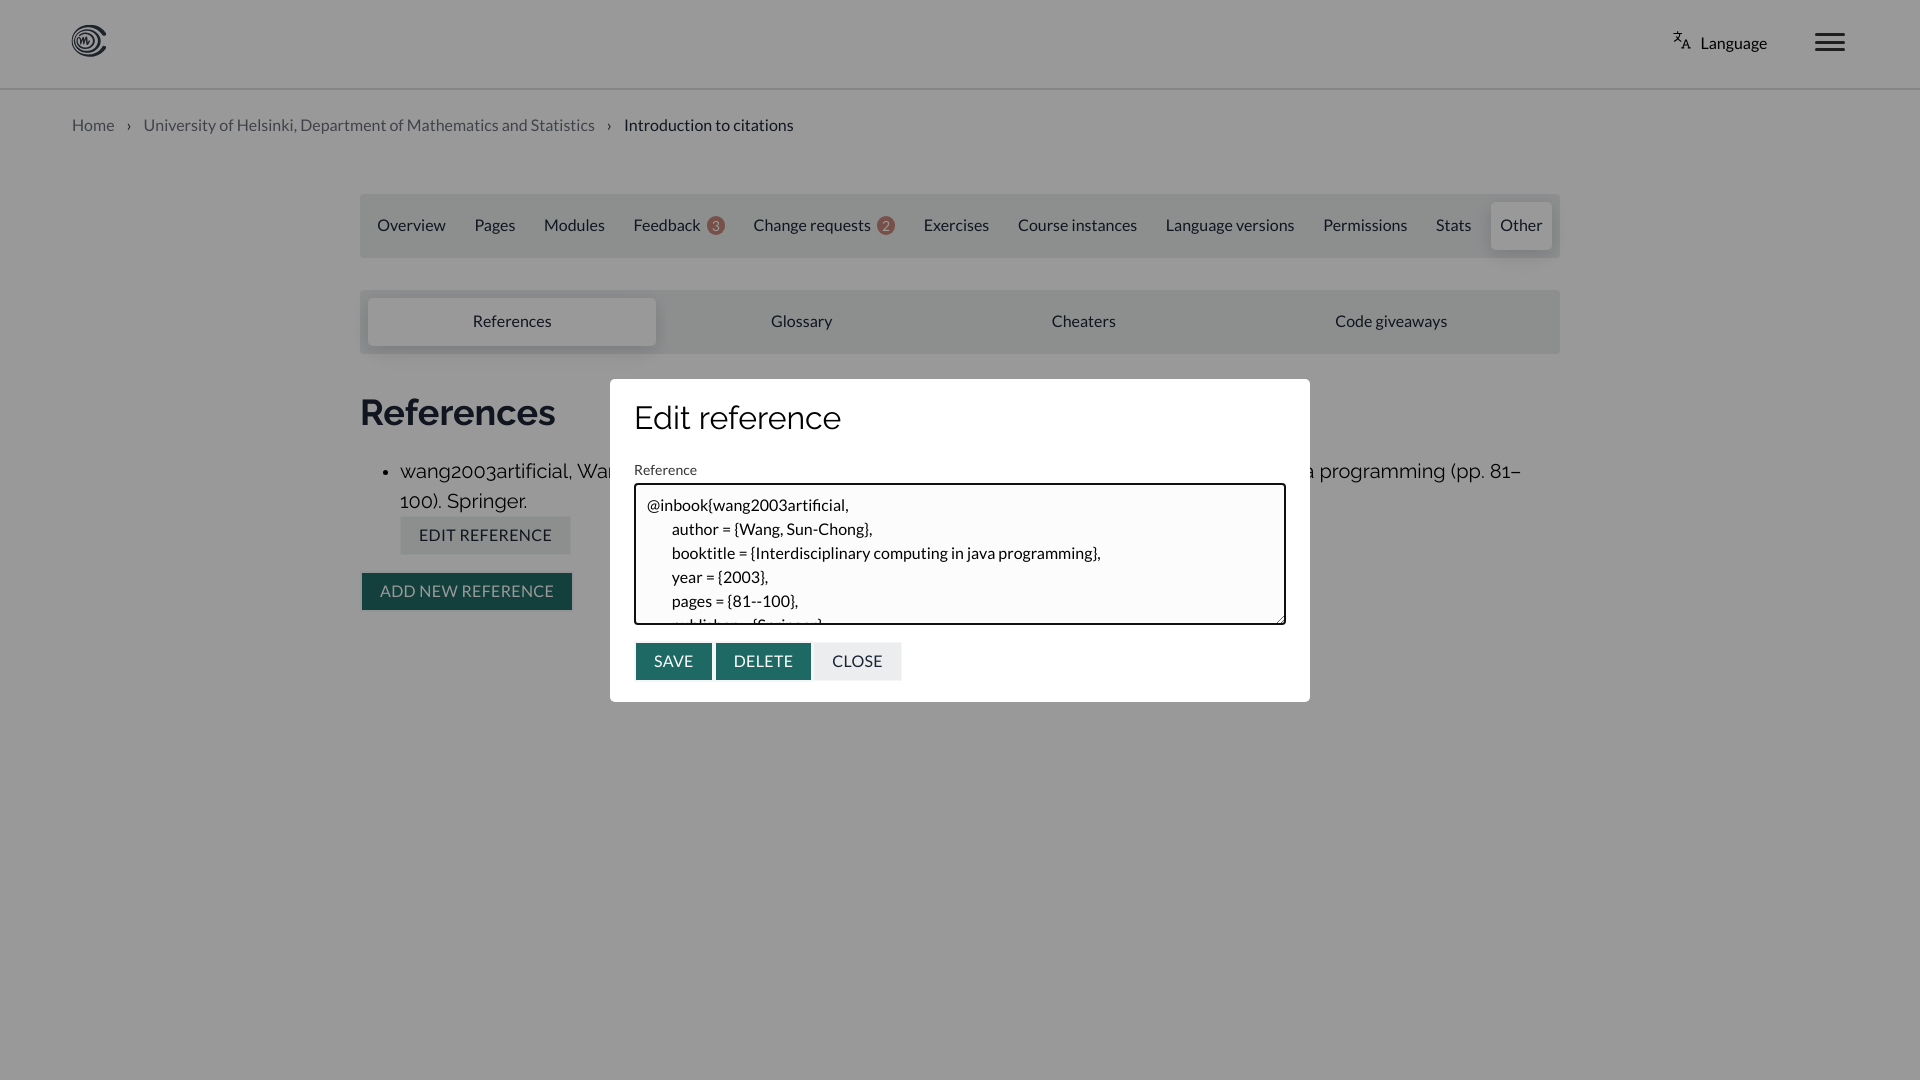 Language
Home › University of Helsinki, Department of Mathematics and Statistics › Introduction to citations
Overview Pages Modules Feedback 3 Change requests 2 Exercises Course instances Language versions Permissions Stats Other
References Glossary Cheaters Code giveaways
References
wang2003artificial, Wa
a programming (pp. 81–
100). Springer.
EDIT REFERENCE
ADD NEW REFERENCE
Edit reference
Reference
@inbook{wang2003artificial,
author = {Wang, Sun-Chong},
booktitle = {Interdisciplinary computing in java programming},
year = {2003},
pages = {81--100},
SAVE DELETE CLOSE